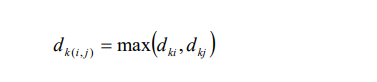 d_{k(i,j)} = max(d_{ki}, d_{kj})